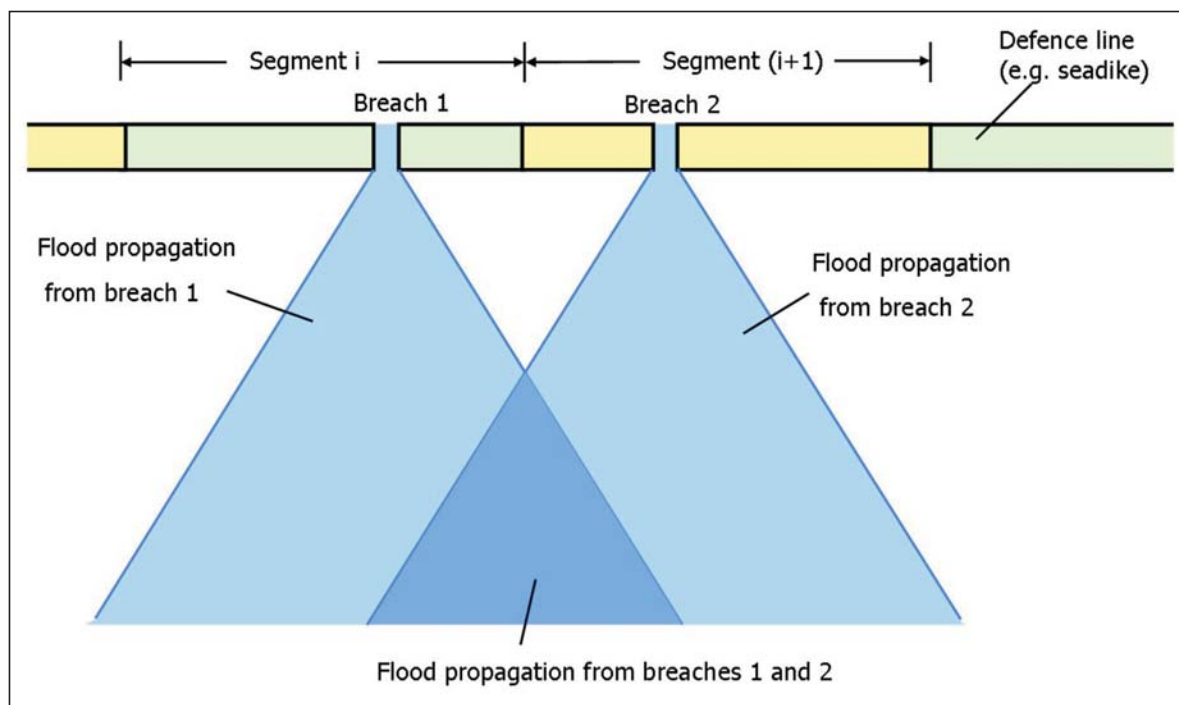 Segment i
Segment (i+1)
Defence line
(e.g. seadike)
Breach 1
Breach 2
Flood propagation
from breach 1
Flood propagation
from breach 2
Flood propagation from breaches 1 and 2